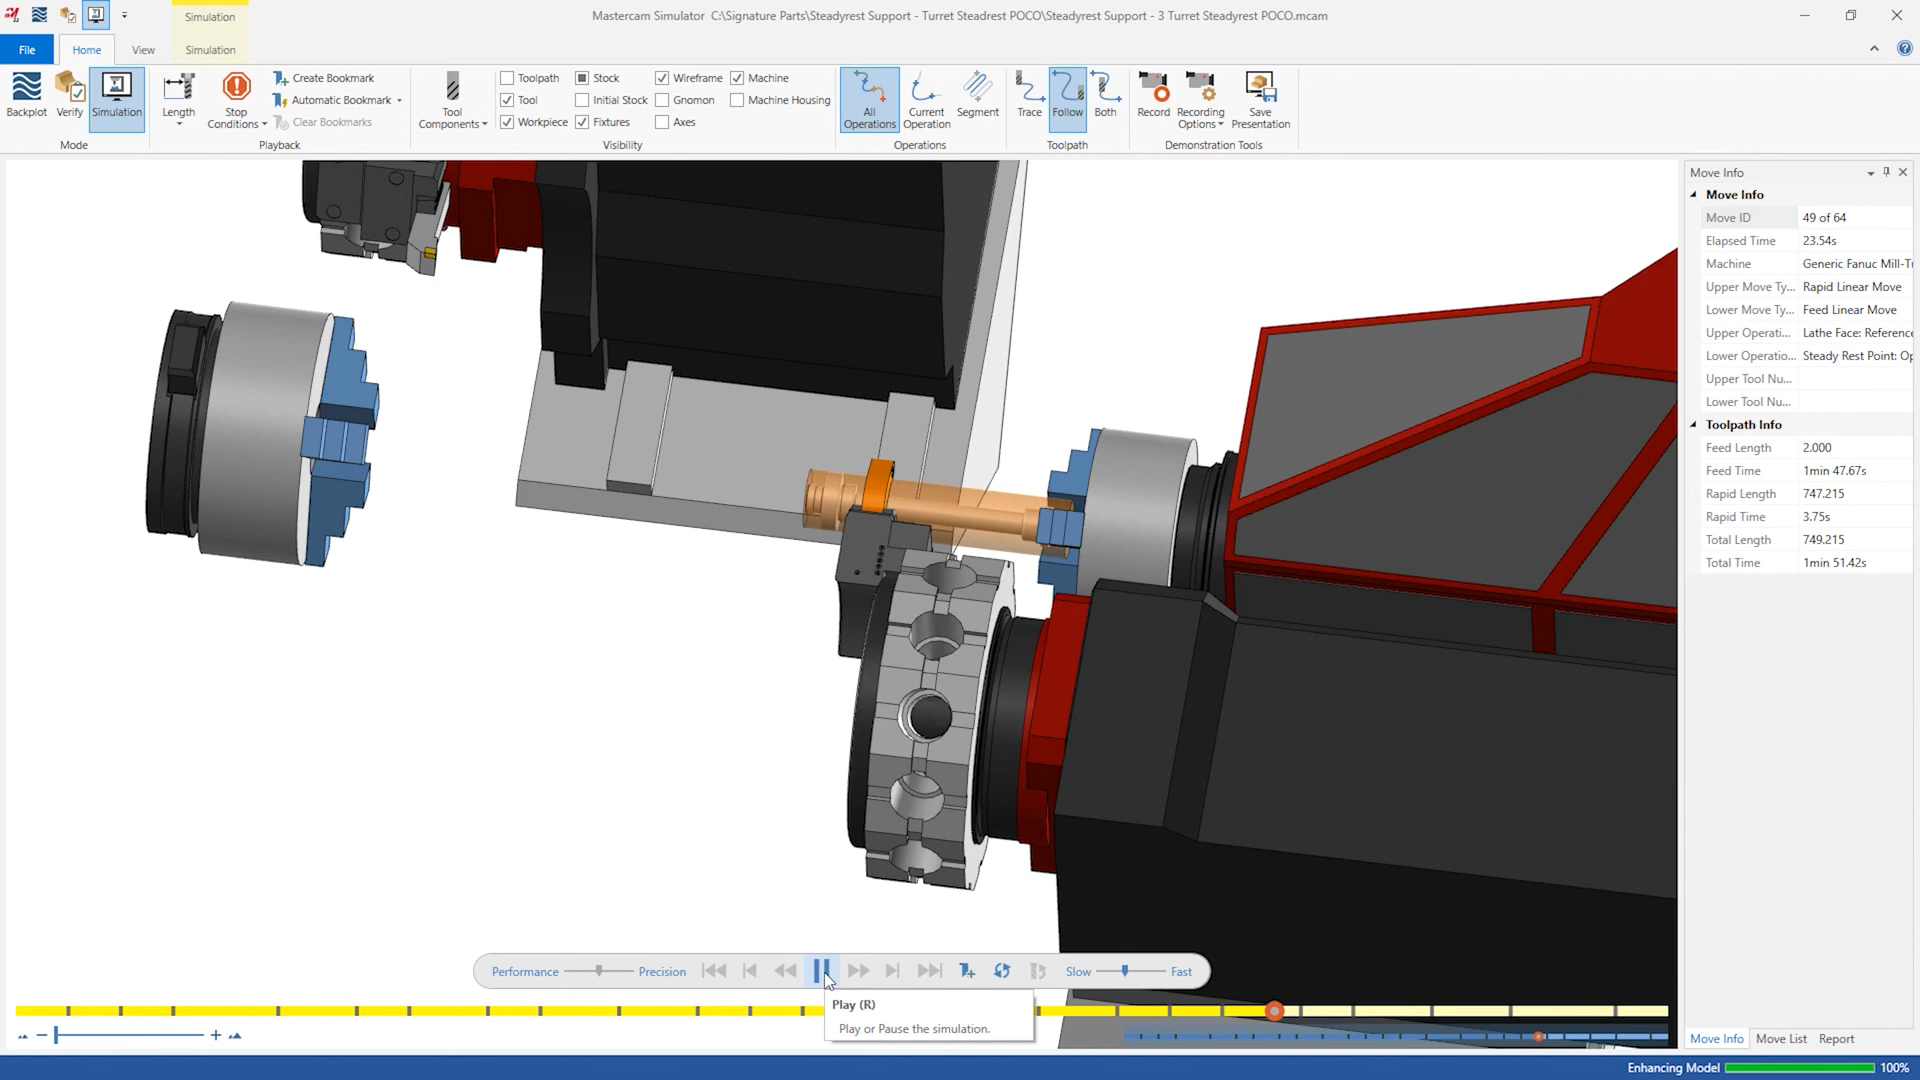 Simulation
Mastercam Simulator C:\Signature Parts\Steadyrest Support - Turret Steadrest POCO\Steadyrest Support - 3 Turret Steadyrest POCO.mcam
File
Home
View
Simulation
Backplot
Verify
Simulation
Mode
Length
Stop
Conditions
Create Bookmark
Automatic Bookmark
Clear Bookmarks
Playback
Tool
Components
Toolpath
Stock
Wireframe
Machine
Tool
Initial Stock
Gnomon
Machine Housing
Workpiece
Fixtures
Axes
Visibility
All
Operations
Current
Operation
Segment
Operations
Trace
Follow
Both
Toolpath
Record
Recording
Options
Save
Presentation
Demonstration Tools
Move Info
Move Info
Move ID 49 of 64
Elapsed Time 23.54s
Machine Generic Fanuc Mill-T
Upper Move Ty... Rapid Linear Move
Lower Move Ty... Feed Linear Move
Upper Operati... Lathe Face: Reference
Lower Operatio... Steady Rest Point: Op
Upper Tool Nu...
Lower Tool Nu...
Toolpath Info
Feed Length 2.000
Feed Time 1min 47.67s
Rapid Length 747.215
Rapid Time 3.75s
Total Length 749.215
Total Time 1min 51.42s
Performance
Precision
Slow
Fast
Play (R)
Play or Pause the simulation.
Move Info
Move List
Report
Enhancing Model
100%